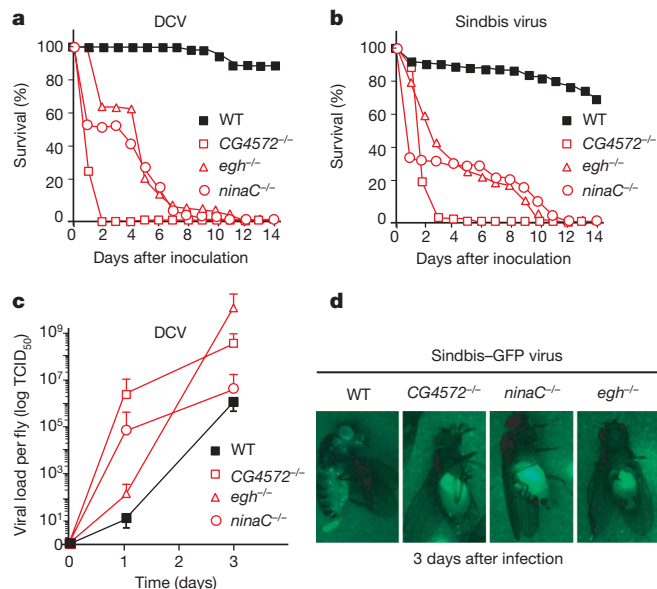 a
DCV
100
80
60
40
20
0
Survival (%)
WT
CG4572–/–
egh–/–
ninaC–/–
0 2 4 6 8 10 12 14
Days after inoculation
b
Sindbis virus
100
80
60
40
20
0
Survival (%)
WT
CG4572–/–
egh–/–
ninaC–/–
0 2 4 6 8 10 12 14
Days after inoculation
c
DCV
10⁹
10⁷
10⁵
10³
10¹
0
Viral load per fly (log TCID₅₀)
WT
CG4572–/–
egh–/–
ninaC–/–
0 1 2 3
Time (days)
d
Sindbis–GFP virus
WT CG4572–/– ninaC–/– egh–/–
3 days after infection